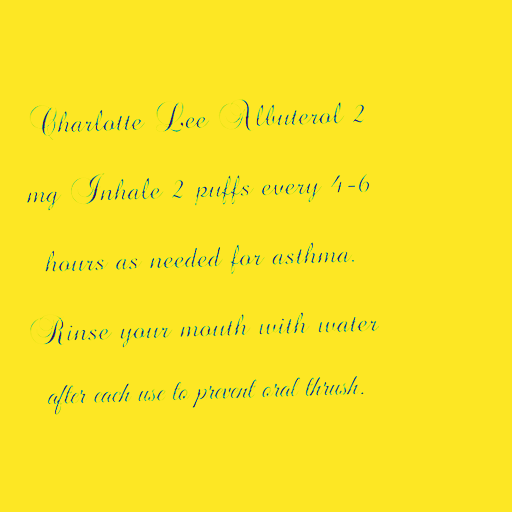 Charlotte Lee Albuterol 2
mg Inhale 2 puffs every 4-6
hours as needed for asthma.
Rinse your mouth with water
after each use to prevent oral thrush.